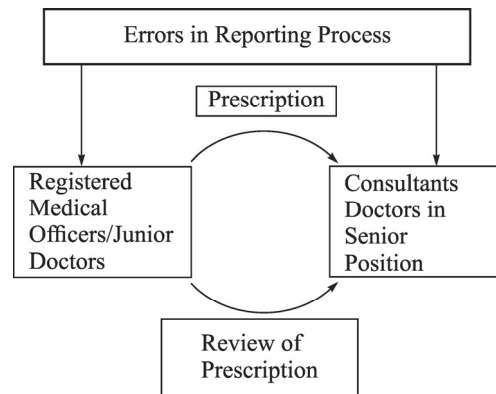 Errors in Reporting Process
Prescription
Registered
Medical
Officers/Junior
Doctors
Consultants
Doctors in
Senior
Position
Review of
Prescription